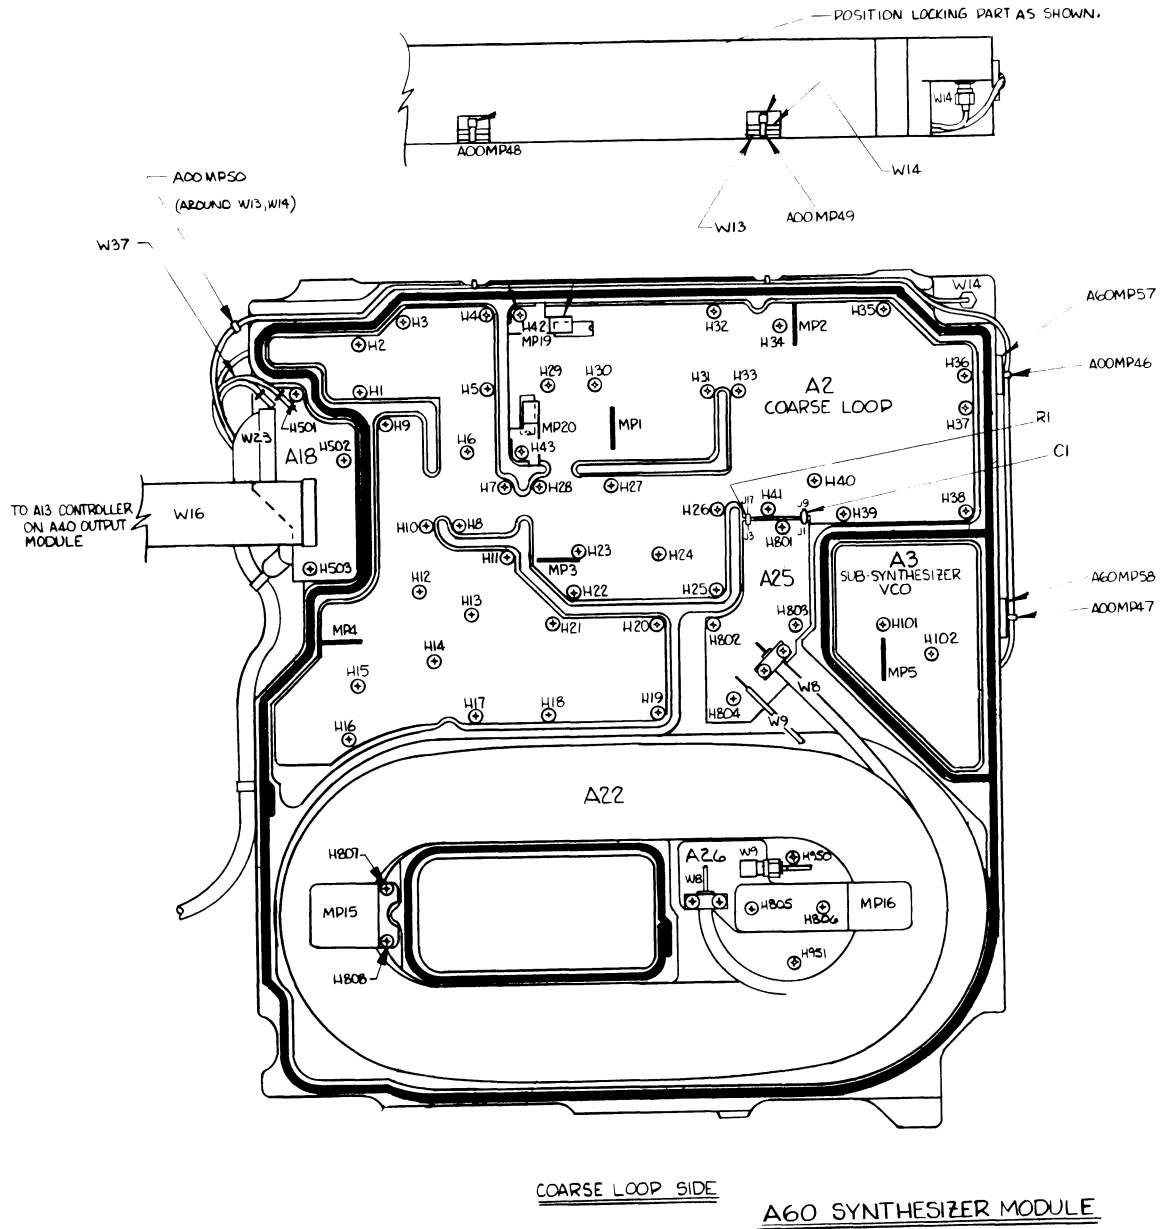 POSITION LOCKING PART AS SHOWN.
W14
A00MP48
W14
A00MP49
W13
A00MP50
(AROUND W13,W14)
W37
W14
A60MP57
A00MP46
H3
H4
H42
MP19
H32
H34
MP2
H35
H2
H36
H1
H5
H29
H30
H31
H33
A2
COARSE LOOP
H37
R1
W23
H501
H9
MP20
MP1
H502
A18
H6
H43
C1
H7
H28
H27
H40
TO A13 CONTROLLER
ON A40 OUTPUT
MODULE
W16
H10
H8
H26
J17
J3
H41
H801
J9
J1
H39
H38
H11
H23
MP3
H24
A3
SUB-SYNTHESIZER
VCO
H503
H12
H22
H25
A25
A60MP58
A00MP47
H13
H21
H20
H802
H803
H101
MP4
H14
H102
MP5
H15
W8
H17
H18
H19
H804
W9
H16
A22
H807
A26
W9
H950
W8
MP15
H805
H806
MP16
H808
H951
COARSE LOOP SIDE
A60 SYNTHESIZER MODULE